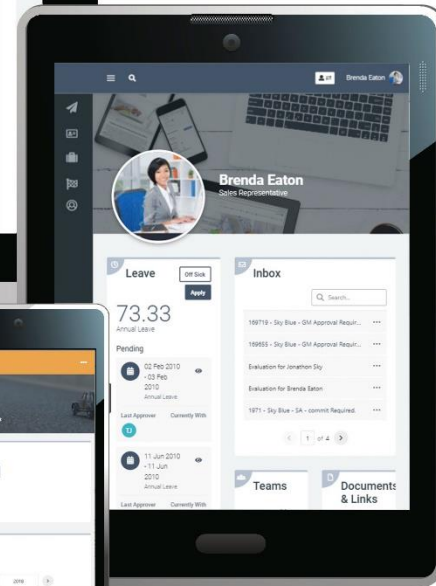 Brenda Eaton
Brenda Eaton
Sales Representative
Leave
Off Sick
Apply
73.33
Annual Leave
Pending
02 Feb 2010
- 03 Feb
2010
Annual Leave
Last Approver Currently With
TJ
11 Jun 2010
- 11 Jun
2010
Annual Leave
Last Approver Currently With
Inbox
Search...
169719 - Sky Blue - GM Approval Requir...
169655 - Sky Blue - GM Approval Requir...
Evaluation for Jonathon Sky
Evaluation for Brenda Eaton
1971 - Sky Blue - SA - commit Required
1 of 4
Teams
Documents
& Links
2010